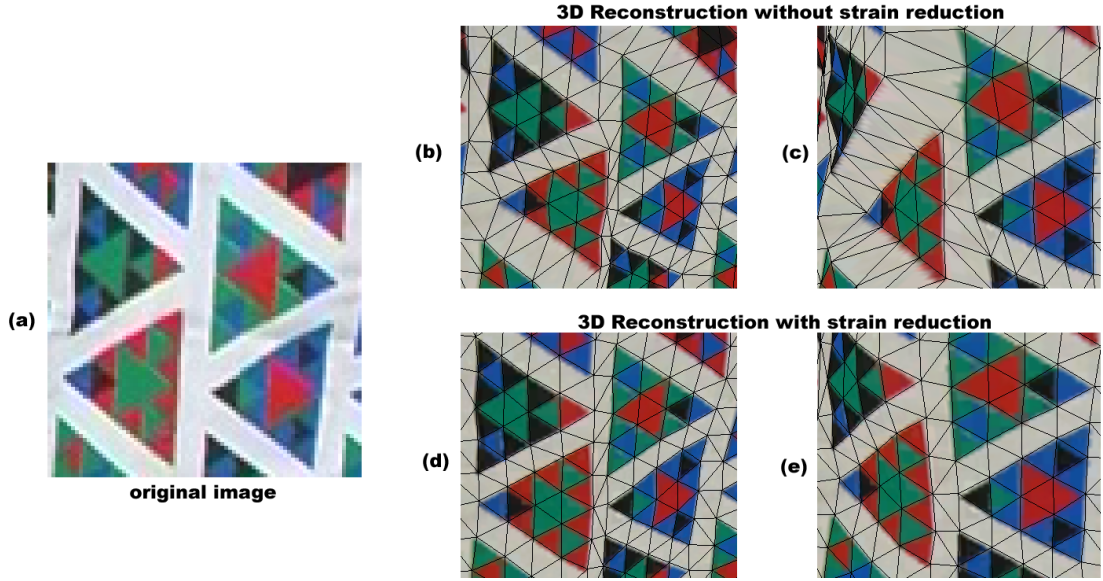 3D Reconstruction without strain reduction
(b)
(c)
(a)
original image
3D Reconstruction with strain reduction
(d)
(e)